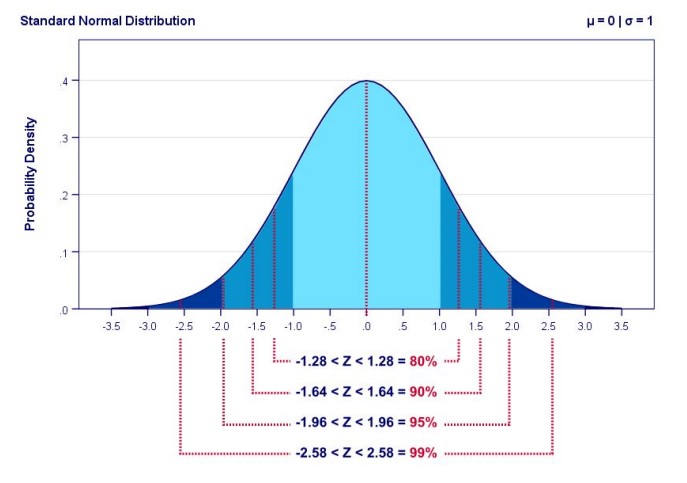 Standard Normal Distribution
μ = 0 | σ = 1
Probability Density
.4
.3
.2
.1
.0
-3.5 -3.0 -2.5 -2.0 -1.5 -1.0 -.5 .0 .5 1.0 1.5 2.0 2.5 3.0 3.5
-1.28 < Z < 1.28 = 80%
-1.64 < Z < 1.64 = 90%
-1.96 < Z < 1.96 = 95%
-2.58 < Z < 2.58 = 99%